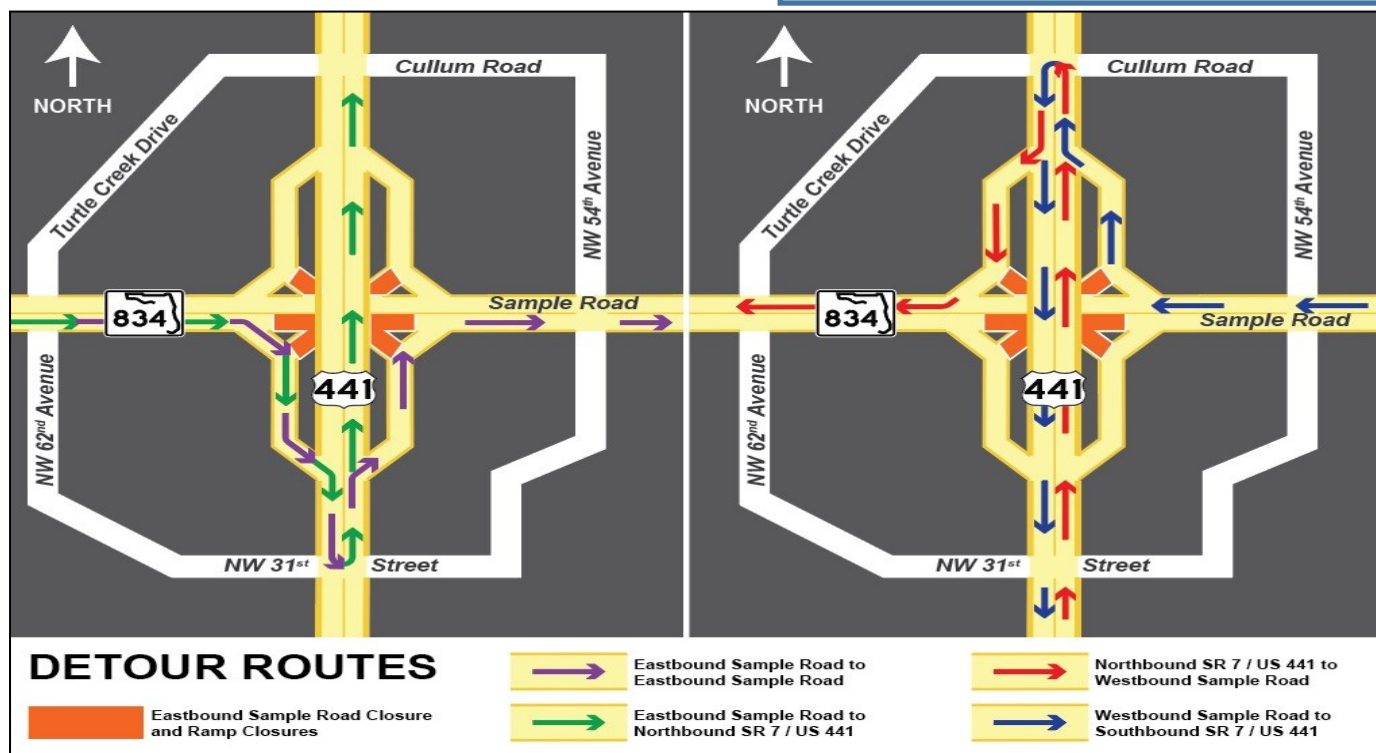 NORTH
Cullum Road
Turtle Creek Drive
NW 54th Avenue
834
Sample Road
441
NW 62nd Avenue
NW 31st Street
NORTH
Cullum Road
Turtle Creek Drive
NW 54th Avenue
834
Sample Road
441
NW 62nd Avenue
NW 31st Street
DETOUR ROUTES
Eastbound Sample Road Closure
and Ramp Closures
Eastbound Sample Road to
Eastbound Sample Road
Eastbound Sample Road to
Northbound SR 7 / US 441
Northbound SR 7 / US 441 to
Westbound Sample Road
Westbound Sample Road to
Southbound SR 7 / US 441